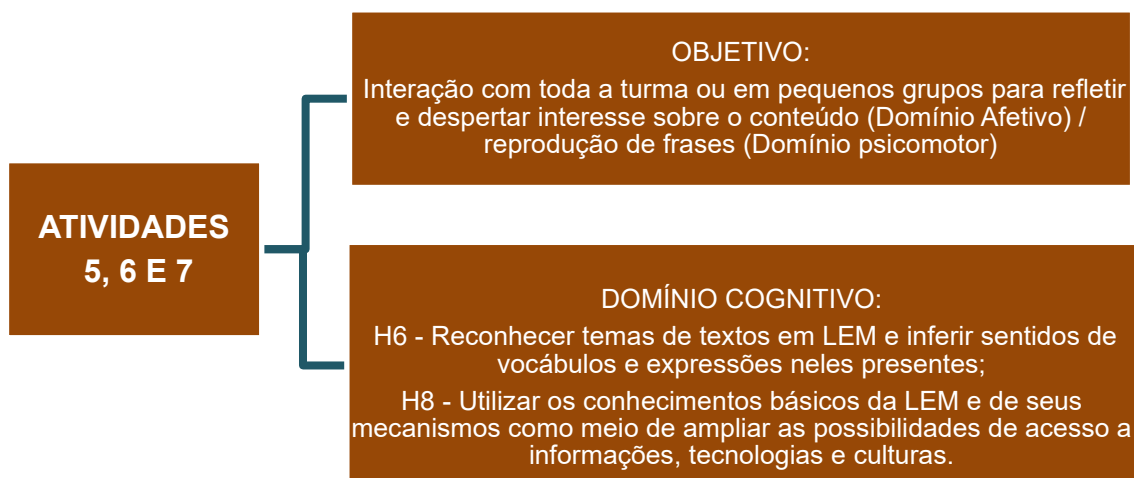 OBJETIVO:
Interação com toda a turma ou em pequenos grupos para refletir
e despertar interesse sobre o conteúdo (Domínio Afetivo) /
reprodução de frases (Domínio psicomotor)
ATIVIDADES
5, 6 E 7
DOMÍNIO COGNITIVO:
H6 - Reconhecer temas de textos em LEM e inferir sentidos de
vocábulos e expressões neles presentes;
H8 - Utilizar os conhecimentos básicos da LEM e de seus
mecanismos como meio de ampliar as possibilidades de acesso a
informações, tecnologias e culturas.